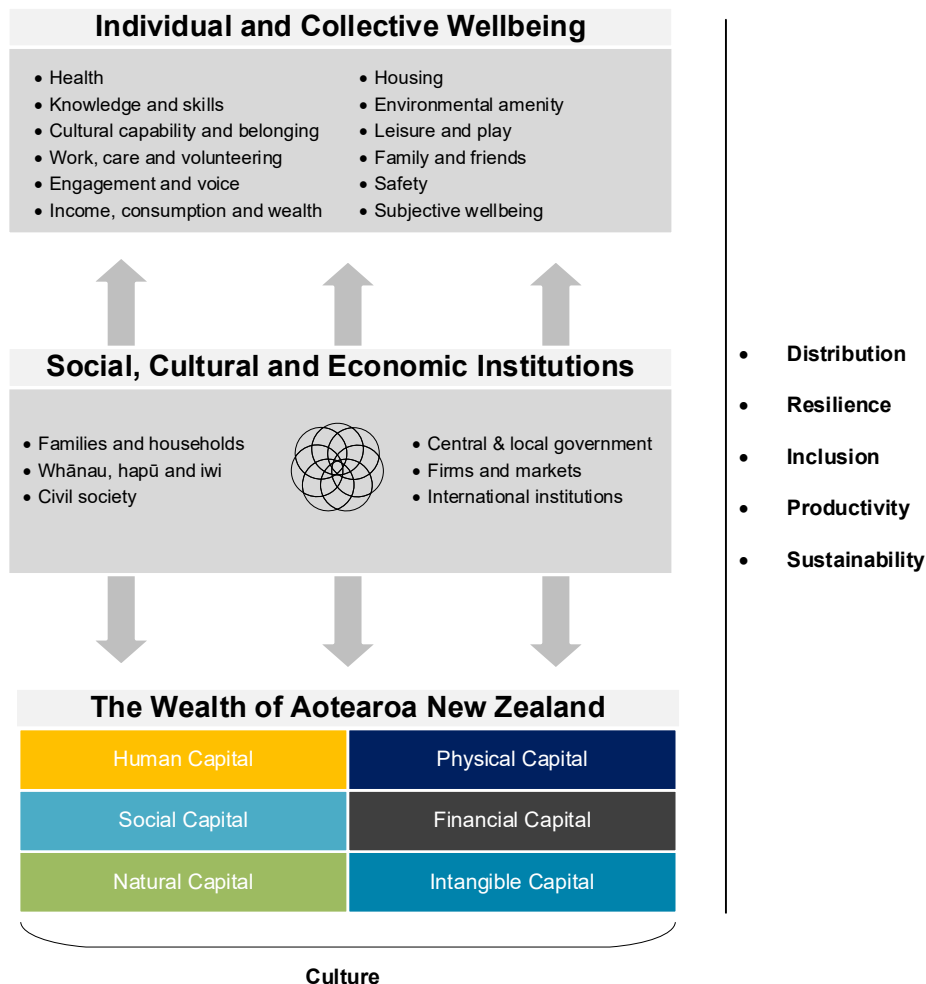 Individual and Collective Wellbeing
• Health
• Knowledge and skills
• Cultural capability and belonging
• Work, care and volunteering
• Engagement and voice
• Income, consumption and wealth
• Housing
• Environmental amenity
• Leisure and play
• Family and friends
• Safety
• Subjective wellbeing
Social, Cultural and Economic Institutions
• Families and households
• Whānau, hapū and iwi
• Civil society
• Central & local government
• Firms and markets
• International institutions
The Wealth of Aotearoa New Zealand
Human Capital
Physical Capital
Social Capital
Financial Capital
Natural Capital
Intangible Capital
Culture
• Distribution
• Resilience
• Inclusion
• Productivity
• Sustainability